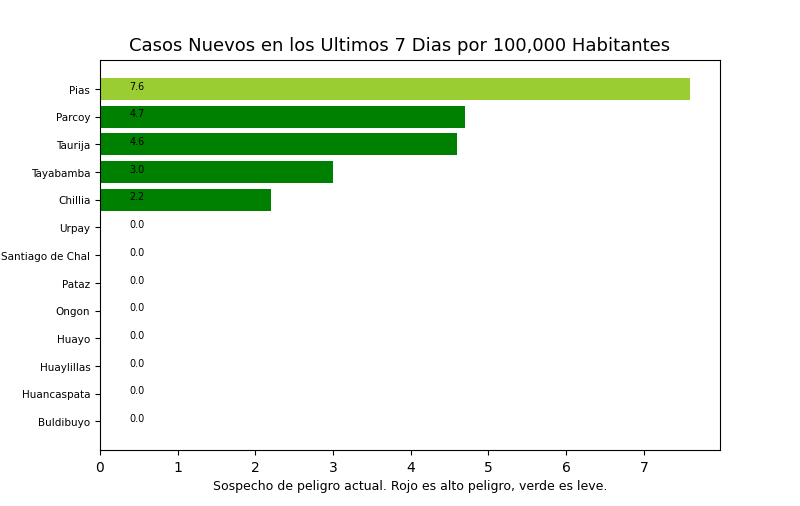 Casos Nuevos en los Ultimos 7 Dias por 100,000 Habitantes
Pias 7.6
Parcoy 4.7
Taurija 4.6
Tayabamba 3.0
Chillia 2.2
Urpay 0.0
Santiago de Chal 0.0
Pataz 0.0
Ongon 0.0
Huayo 0.0
Huaylillas 0.0
Huancaspata 0.0
Buldibuyo 0.0
0 1 2 3 4 5 6 7
Sospecho de peligro actual. Rojo es alto peligro, verde es leve.